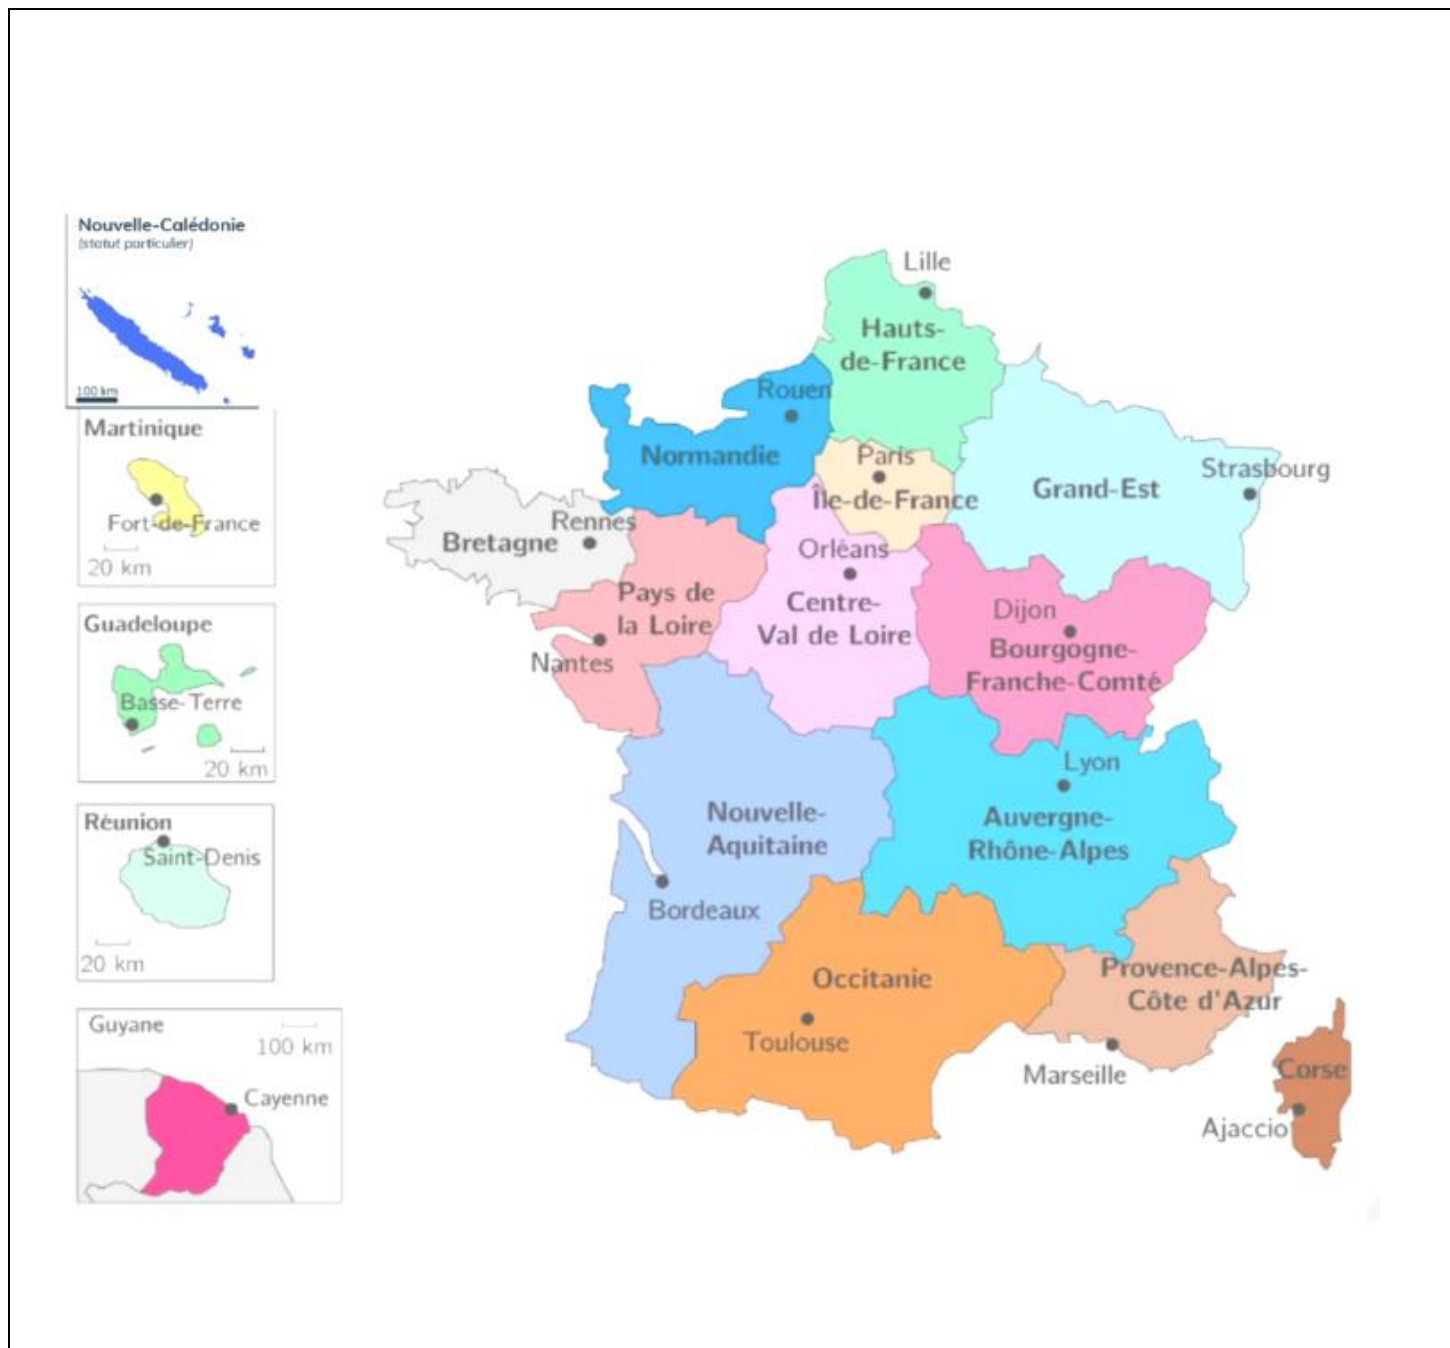 Nouvelle-Calédonie
(statut particulier)
100 km
Martinique
Fort-de-France
20 km
Guadeloupe
Basse-Terre
20 km
Réunion
Saint-Denis
20 km
Guyane
100 km
Cayenne
Lille
Hauts-
de-France
Rouen
Normandie
Paris
Île-de-France
Strasbourg
Grand-Est
Rennes
Bretagne
Pays de
la Loire
Nantes
Orléans
Centre-
Val de Loire
Dijon
Bourgogne-
Franche-Comté
Lyon
Auvergne-
Rhône-Alpes
Nouvelle-
Aquitaine
Bordeaux
Occitanie
Toulouse
Provence-Alpes-
Côte d'Azur
Marseille
Corse
Ajaccio